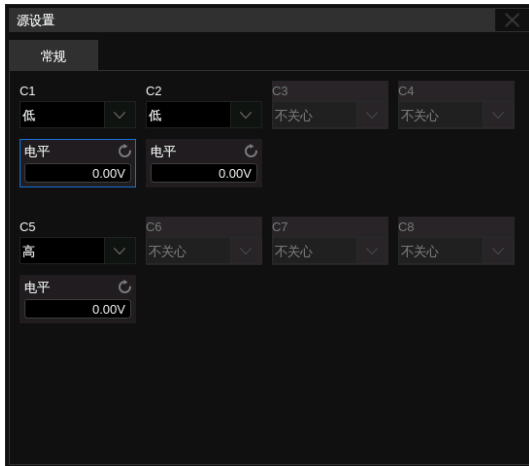 源设置
常规
C1 C2 C3 C4
低 低 不关心 不关心
电平 电平
0.00V 0.00V
C5 C6 C7 C8
高 不关心 不关心 不关心
电平
0.00V